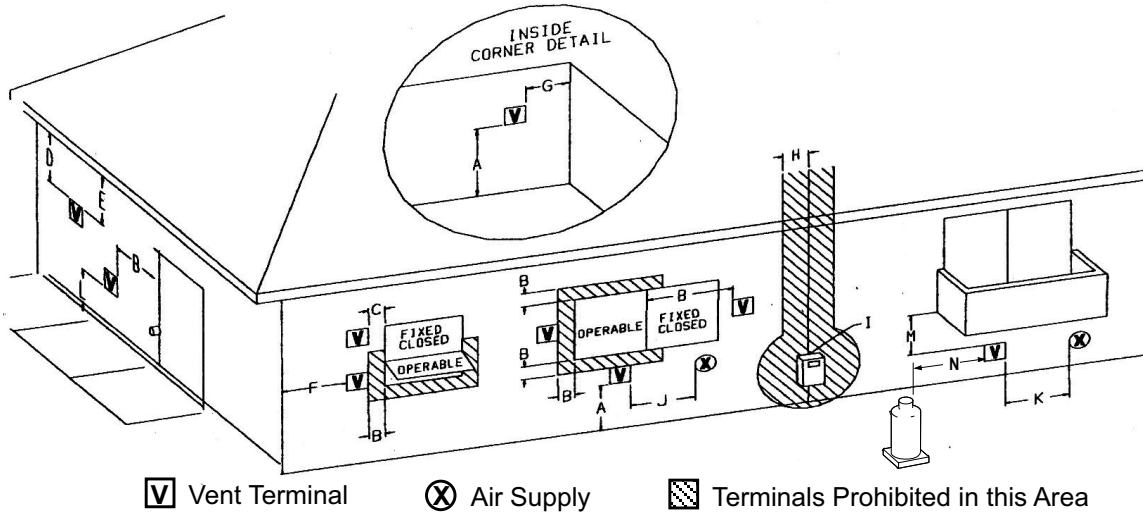 INSIDE
CORNER DETAIL
G
V
A
H
D
E
V
B
V
L
B
C
V
FIXED
CLOSED
OPERABLE
F
V
B
B
V
OPERABLE
B
FIXED
CLOSED
V
B
V
X
B
J
A
I
M
V
X
N
K
V Vent Terminal
X Air Supply
Terminals Prohibited in this Area